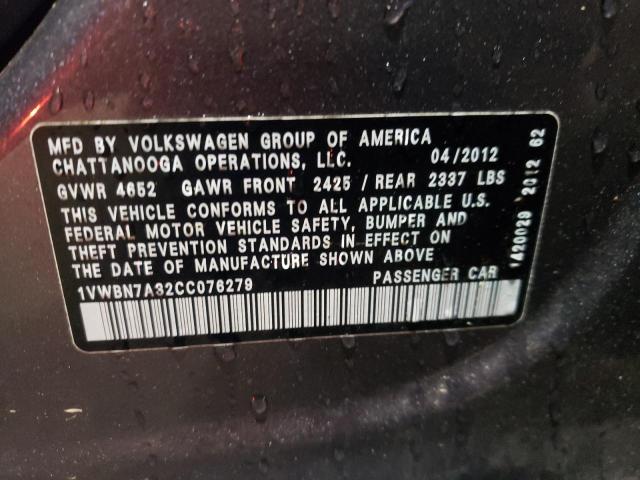 MFD BY VOLKSWAGEN GROUP OF AMERICA
CHATTANOOGA OPERATIONS, LLC. 04/2012
GVWR 4652 GAWR FRONT 2425 / REAR 2337 LBS
THIS VEHICLE CONFORMS TO ALL APPLICABLE U.S.
FEDERAL MOTOR VEHICLE SAFETY, BUMPER AND
THEFT PREVENTION STANDARDS IN EFFECT ON
THE DATE OF MANUFACTURE SHOWN ABOVE
1VWBN7A32CC076279 PASSENGER CAR
1490029 2012 62